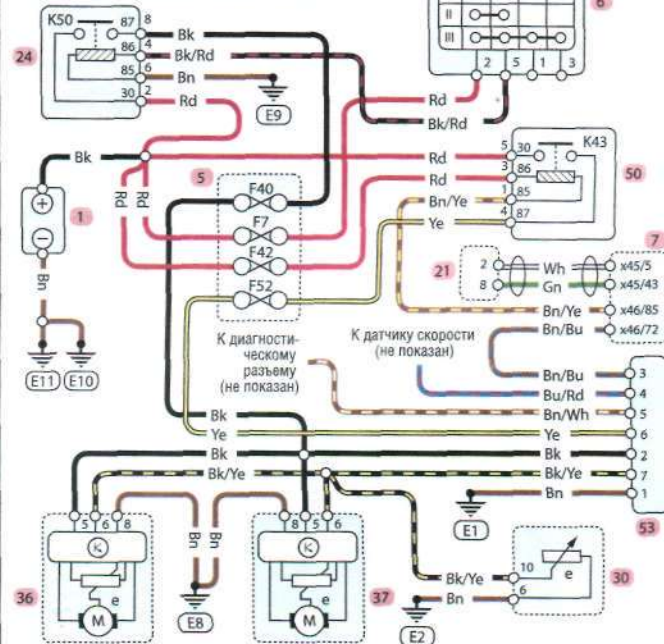 K50
87
8
Bk
86
4
Bk/Rd
85
6
Bn
30
2
Rd
24
E9
II
III
6
2
5
1
3
Rd
Bk/Rd
Bk
Rd
Rd
5
F40
F7
F42
F52
Rd
Rd
Bn/Ye
Ye
5
30
3
86
1
85
4
87
K43
50
1
Bn
E11
E10
21
2
8
Wh
Gn
Bn/Ye
Bn/Bu
7
x45/5
x45/43
x46/85
x46/72
К диагности-
ческому
разъему
(не показан)
К датчику скорости
(не показан)
Bn/Bu
Bu/Rd
Bn/Wh
Ye
Bk
Bk/Ye
Bn
3
4
5
6
2
7
1
53
Bk
Ye
Bk
Bk/Ye
E1
5
6
8
K
e
M
36
Bn
Bn
E8
8
5
6
K
e
M
37
Bk/Ye
Bn
10
6
e
30
E2